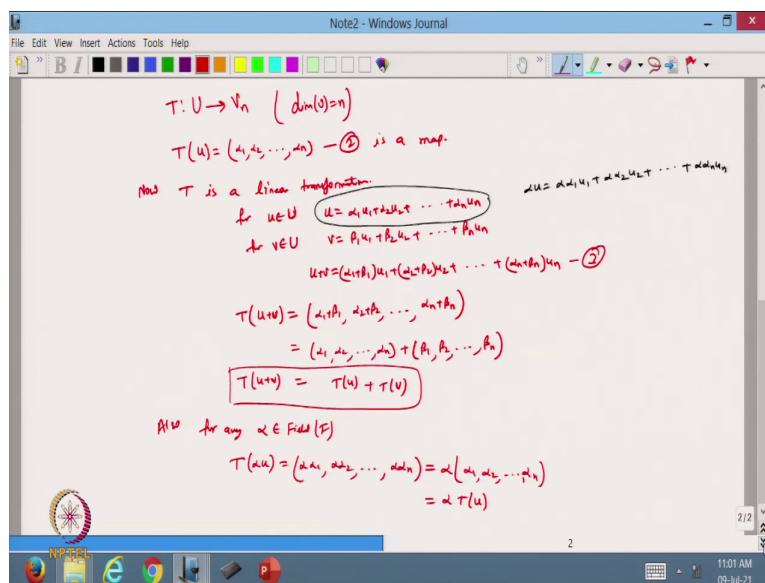 Note2 - Windows Journal
File Edit View Insert Actions Tools Help
B I
T: U → Vn ( dim(U)=n )
T(u) = (α1, α2, ..., αn) — ② is a map.
Now T is a linear transformation.
αu = αα1u1 + αα2u2 + ... + ααnun
for u∈U u = α1u1+α2u2+ ... +αnun
for v∈U v = β1u1+β2u2+ ... +βnun
u+v = (α1+β1)u1+(α2+β2)u2+ ... +(αn+βn)un — ②
T(u+v) = (α1+β1, α2+β2, ..., αn+βn)
= (α1, α2, ..., αn) + (β1, β2, ..., βn)
T(u+v) = T(u) + T(v)
Also for any α ∈ Field (F)
T(αu) = (αα1, αα2, ..., ααn) = α(α1, α2, ..., αn)
= α T(u)
NPTEL
2
2/2
11:01 AM
09-Jul-21